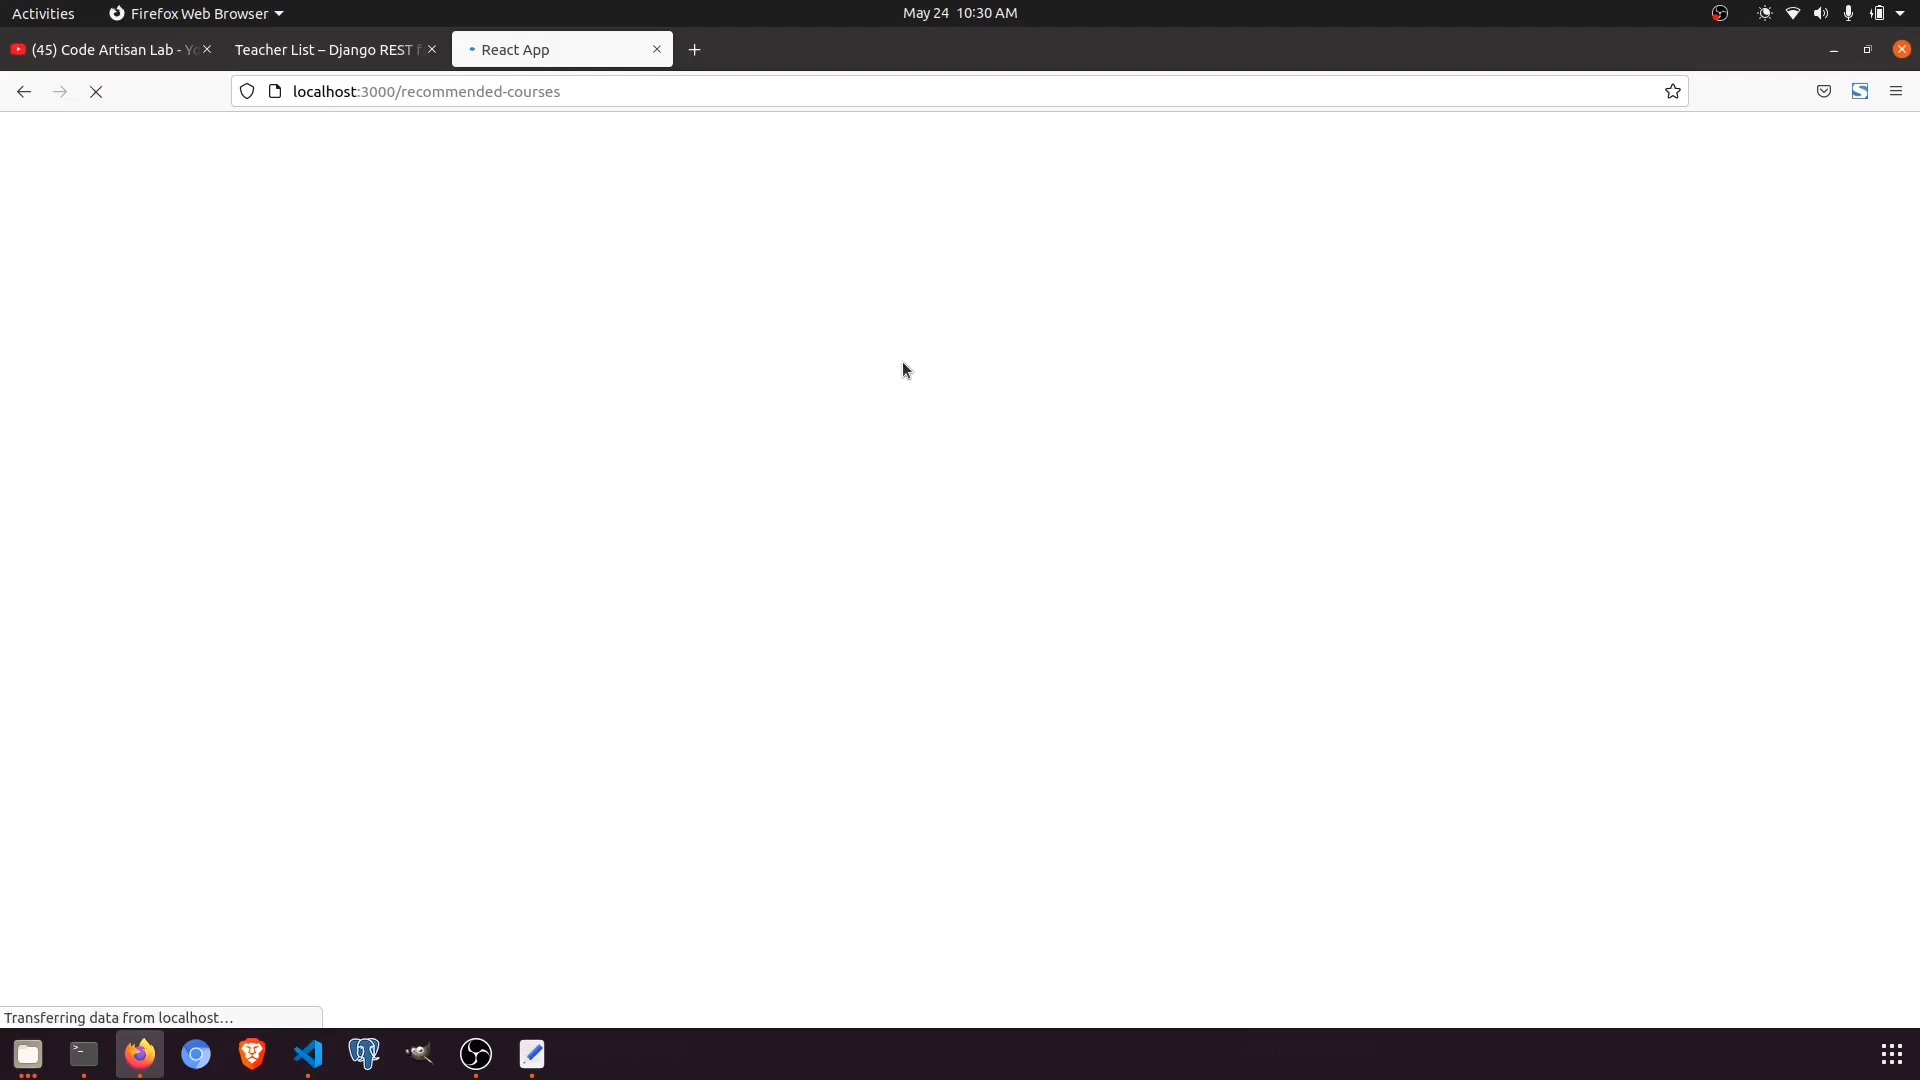 Activities
Firefox Web Browser
May 24 10:30 AM
(45) Code Artisan Lab - Yo
Teacher List – Django REST f
React App
localhost:3000/recommended-courses
Transferring data from localhost…